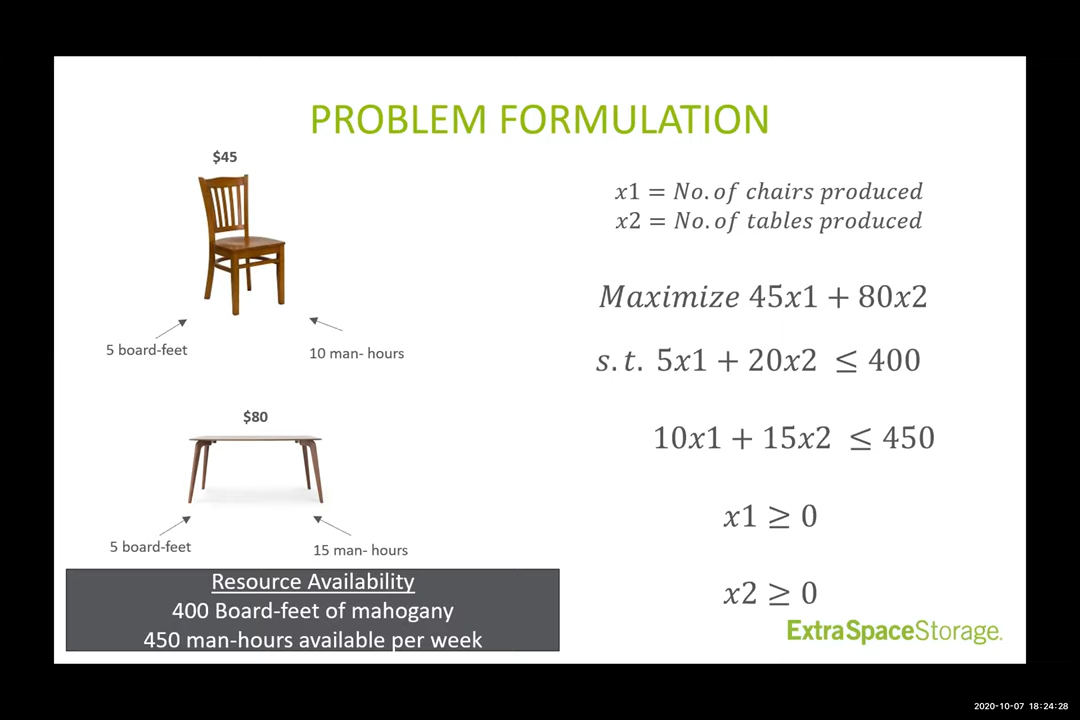 PROBLEM FORMULATION
$45
5 board-feet
10 man- hours
$80
5 board-feet
15 man- hours
Resource Availability
400 Board-feet of mahogany
450 man-hours available per week
x1 = No. of chairs produced
x2 = No. of tables produced
Maximize 45x1 + 80x2
s.t. 5x1 + 20x2 ≤ 400
10x1 + 15x2 ≤ 450
x1 ≥ 0
x2 ≥ 0
ExtraSpaceStorage.
2020-10-07 18:24:28